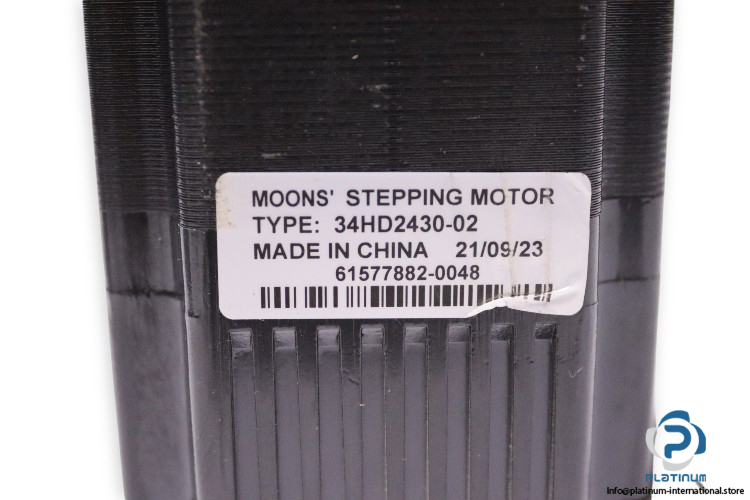 MOONS' STEPPING MOTOR
TYPE: 34HD2430-02
MADE IN CHINA 21/09/23
61577882-0048
PLATINUM
Info@platinum-international.store